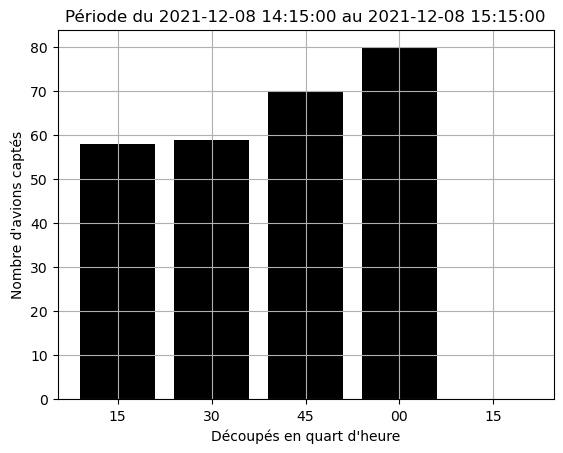 Période du 2021-12-08 14:15:00 au 2021-12-08 15:15:00
Nombre d'avions captés
80
70
60
50
40
30
20
10
0
15 30 45 00 15
Découpés en quart d'heure